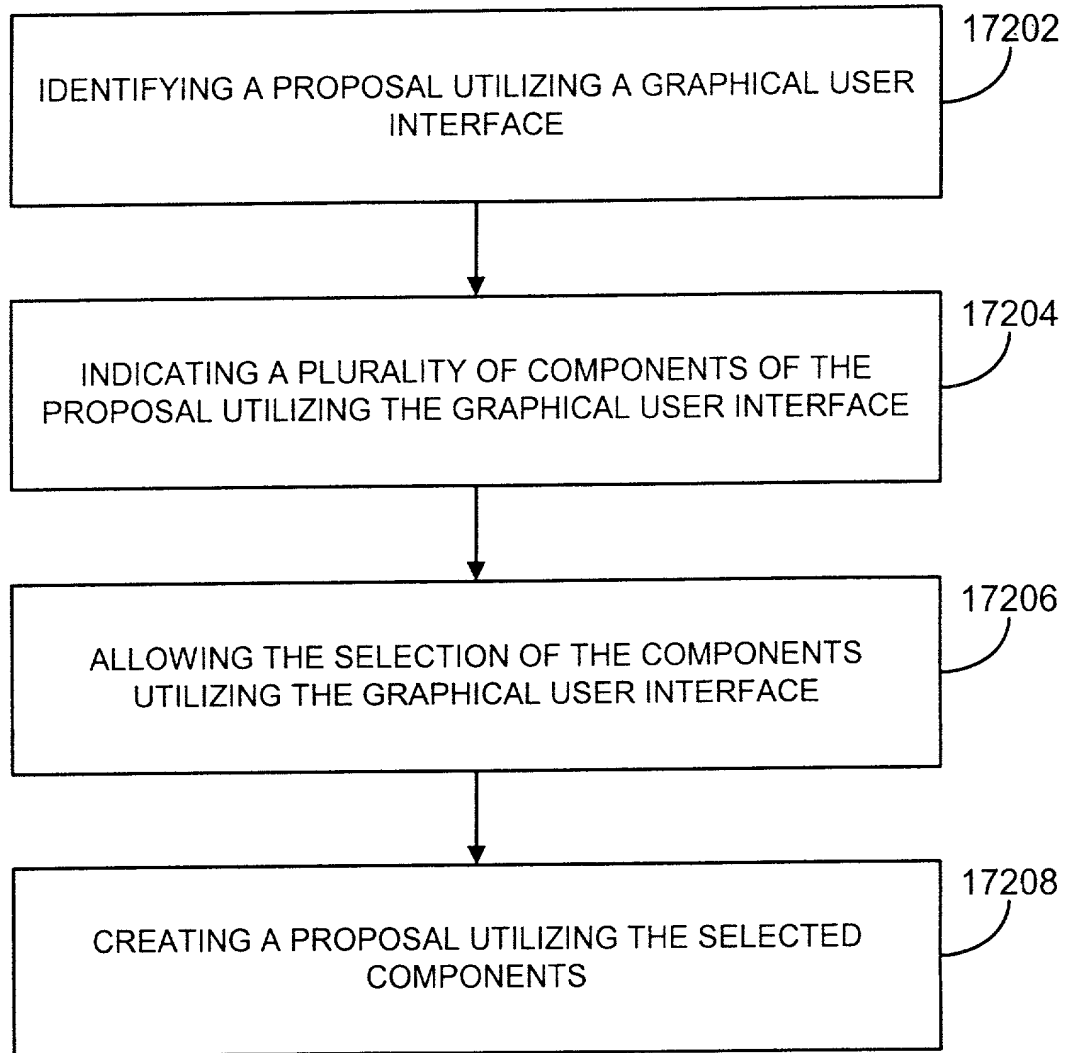 17202
IDENTIFYING A PROPOSAL UTILIZING A GRAPHICAL USER
INTERFACE
17204
INDICATING A PLURALITY OF COMPONENTS OF THE
PROPOSAL UTILIZING THE GRAPHICAL USER INTERFACE
17206
ALLOWING THE SELECTION OF THE COMPONENTS
UTILIZING THE GRAPHICAL USER INTERFACE
17208
CREATING A PROPOSAL UTILIZING THE SELECTED
COMPONENTS